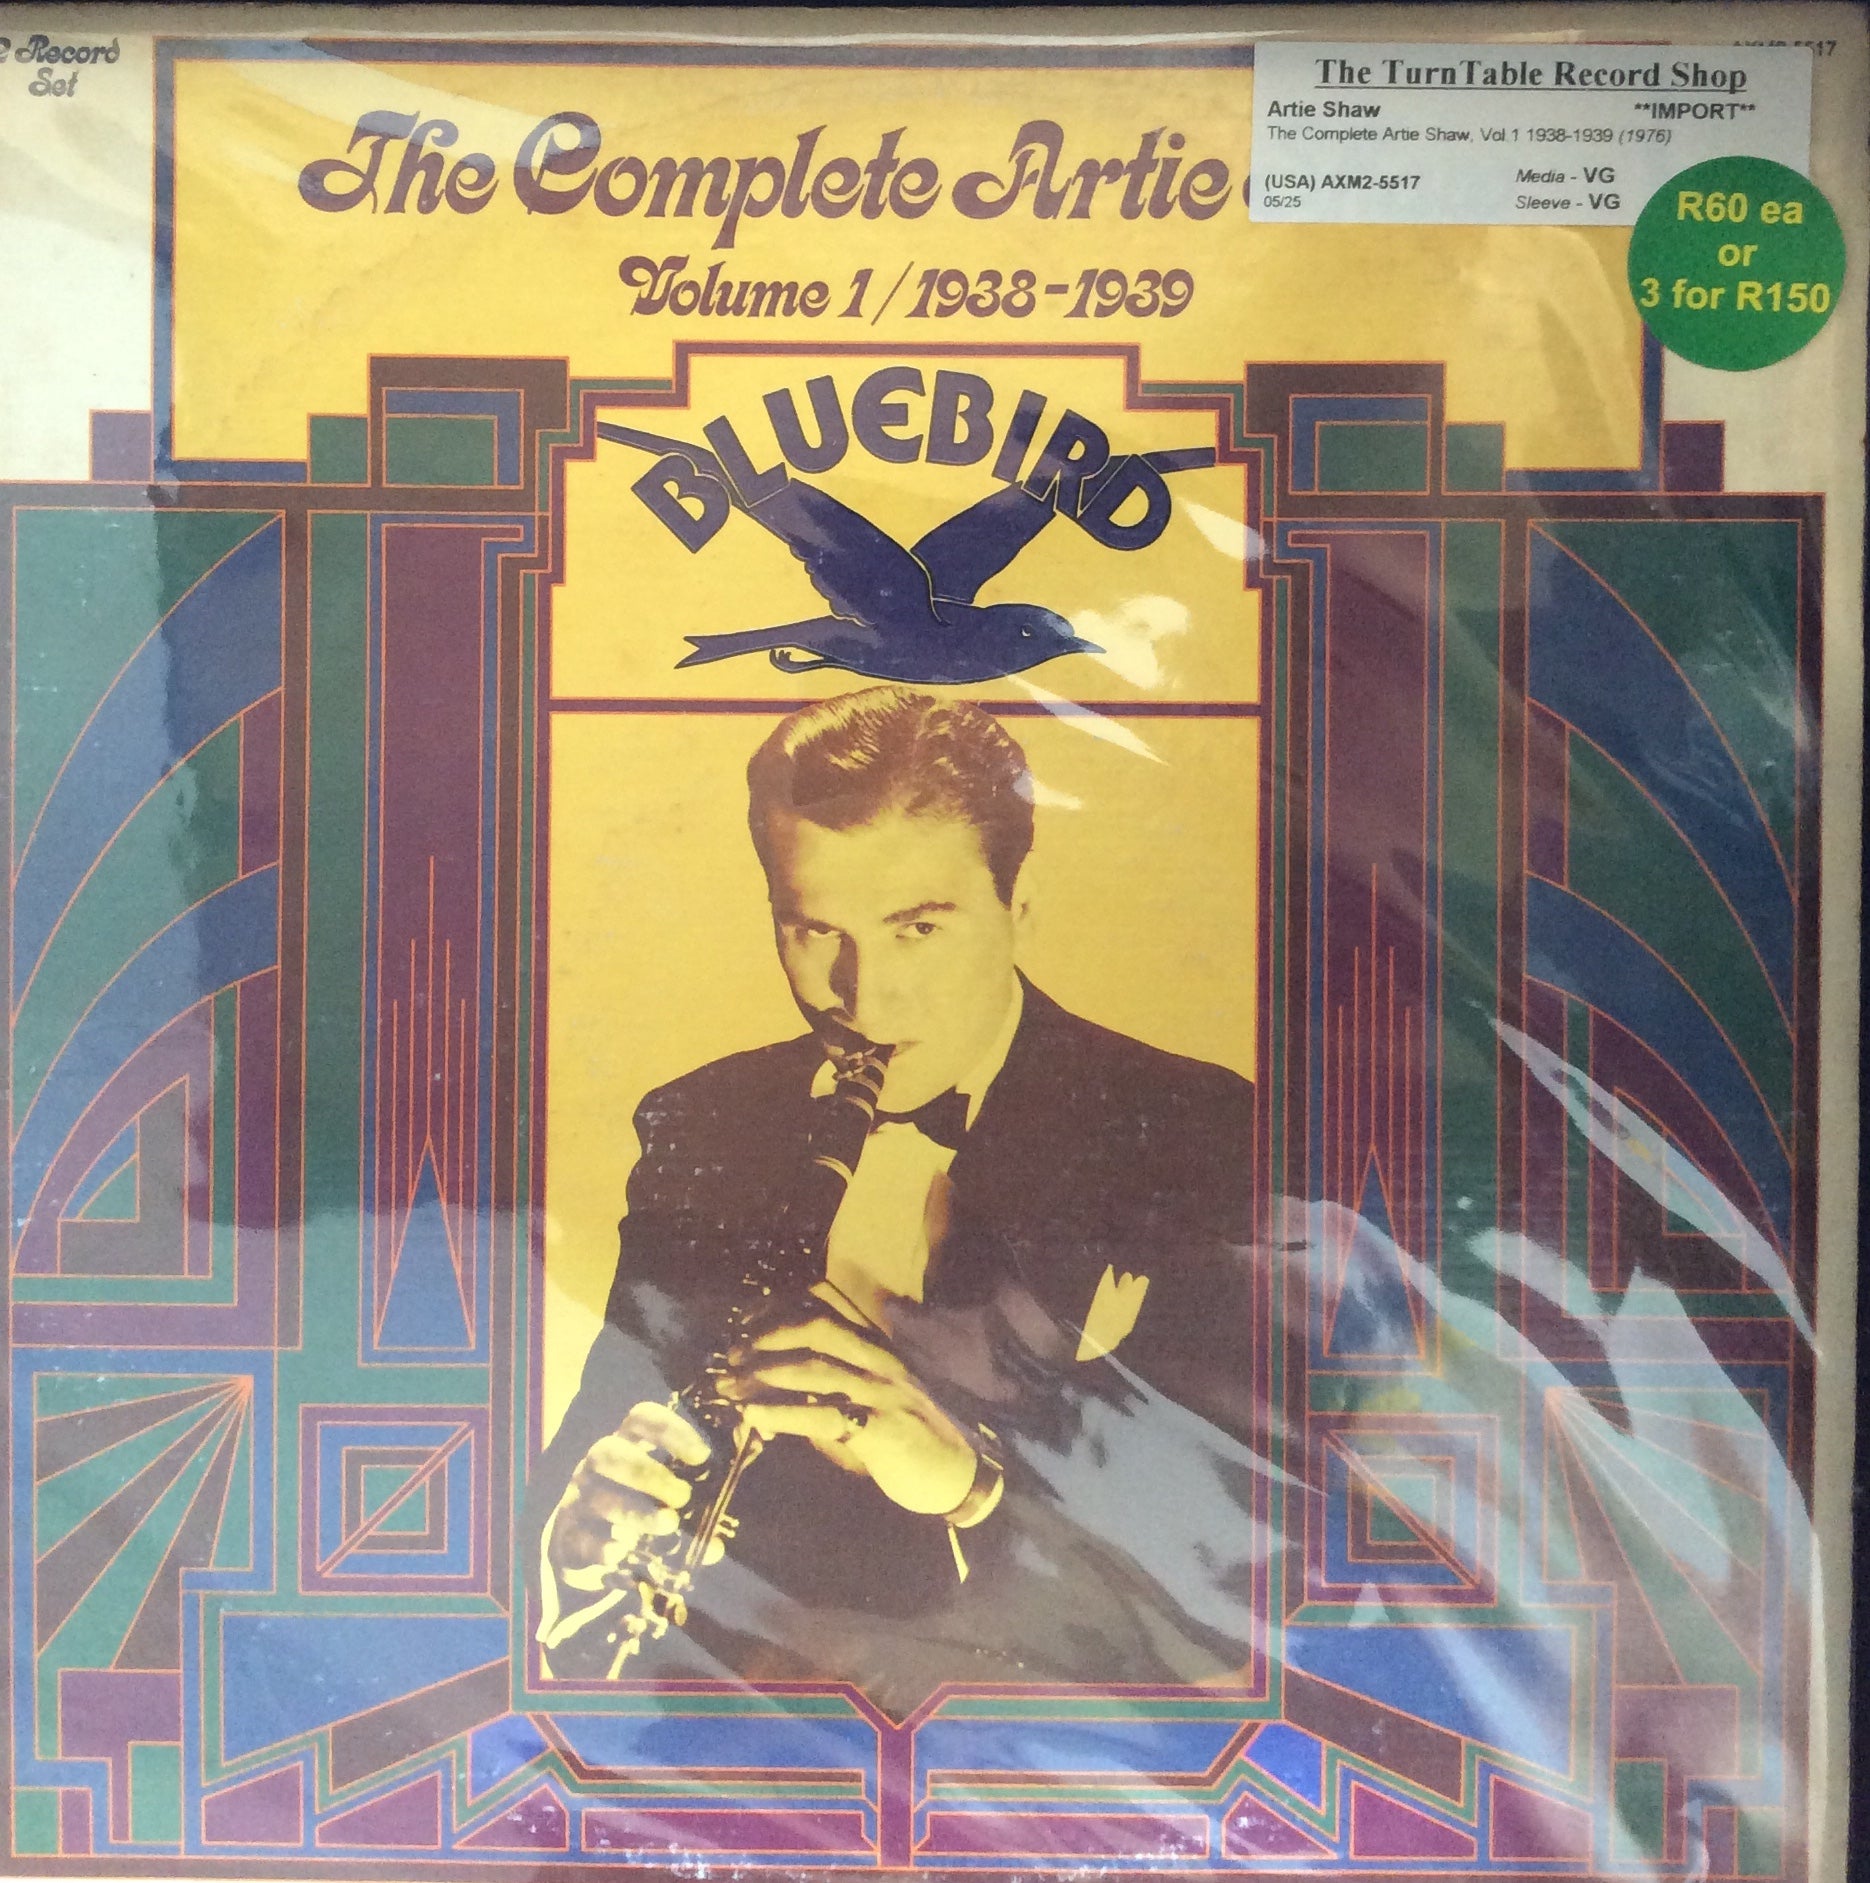 Record
Set
AXM2-5517
The TurnTable Record Shop
Artie Shaw **IMPORT**
The Complete Artie Shaw, Vol.1 1938-1939 (1976)
(USA) AXM2-5517 Media - VG
05/25 Sleeve - VG
R60 ea
or
3 for R150
The Complete Artie
Volume 1/1938-1939
BLUEBIRD